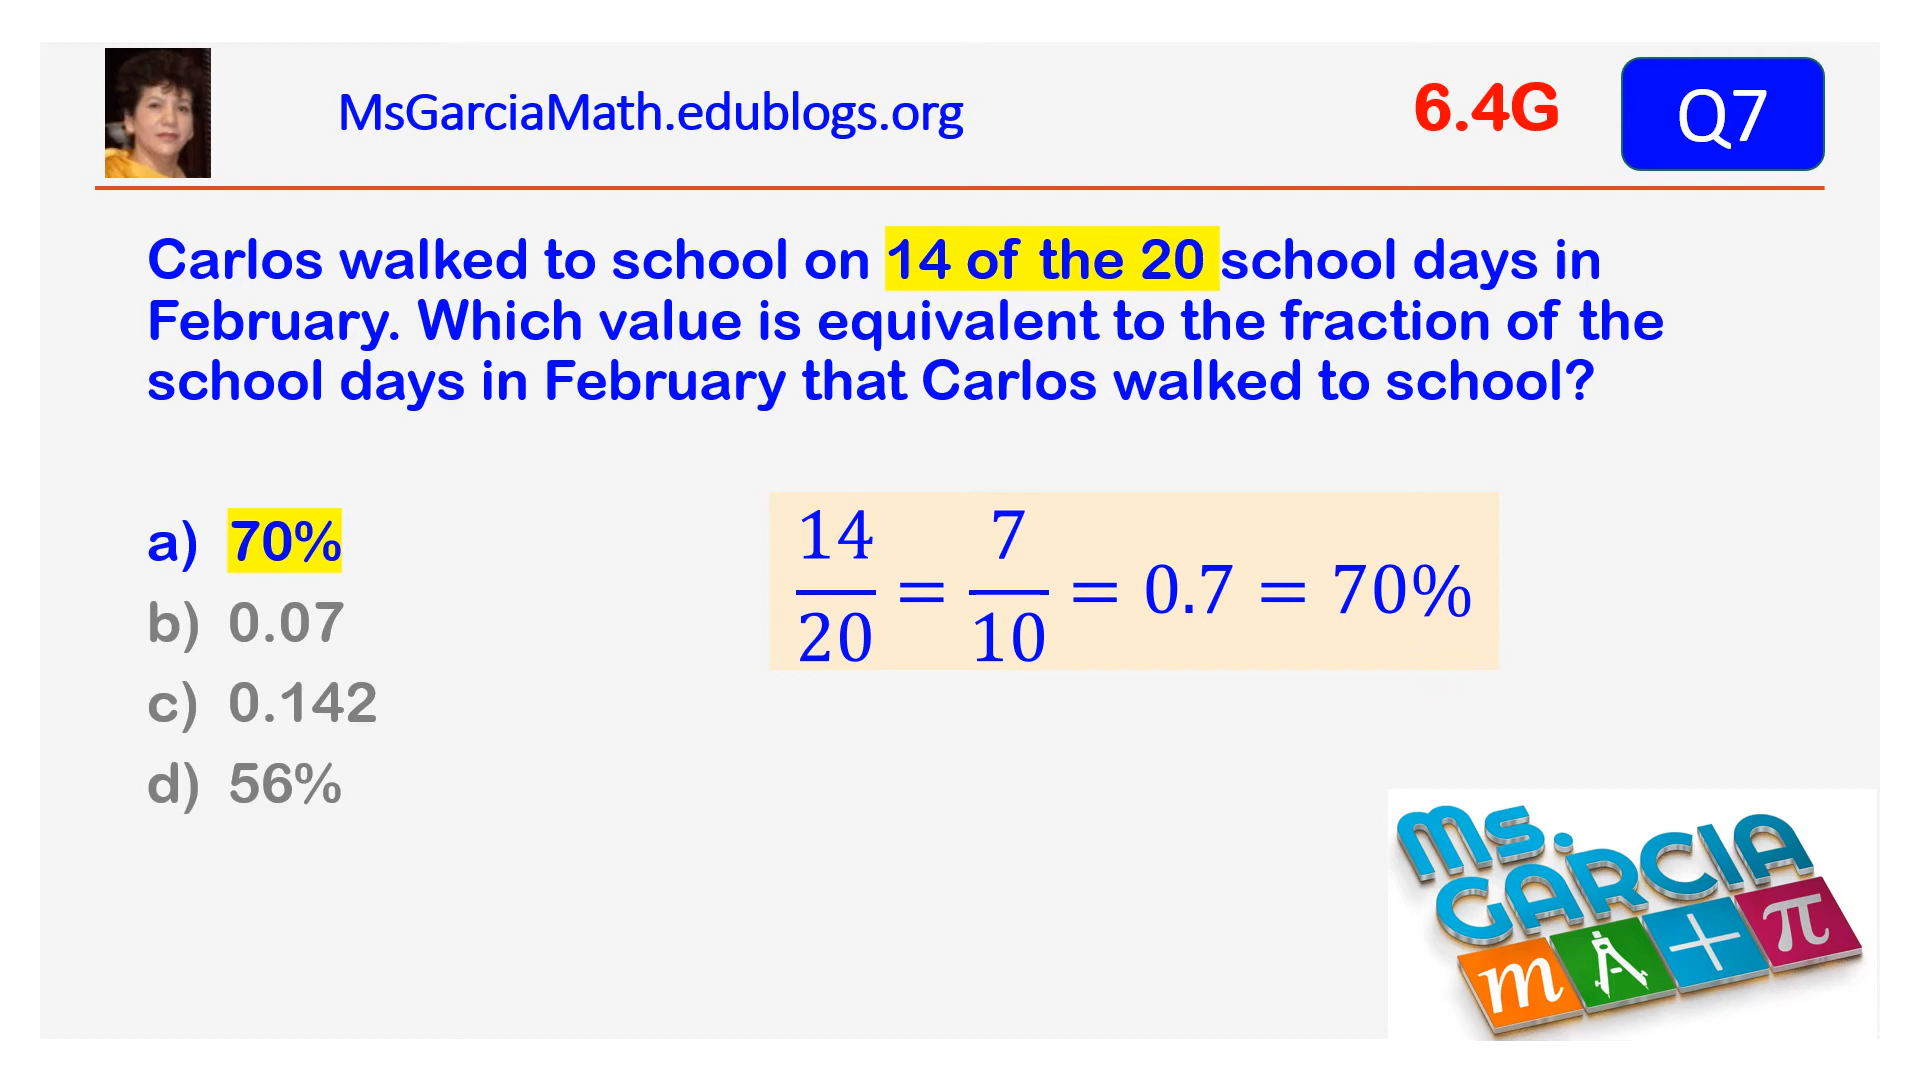 MsGarciaMath.edublogs.org
6.4G
Q7
Carlos walked to school on 14 of the 20 school days in
February. Which value is equivalent to the fraction of the
school days in February that Carlos walked to school?
a) 70%
b) 0.07
c) 0.142
d) 56%
14/20 = 7/10 = 0.7 = 70%
Ms.
GARCIA
m A + π